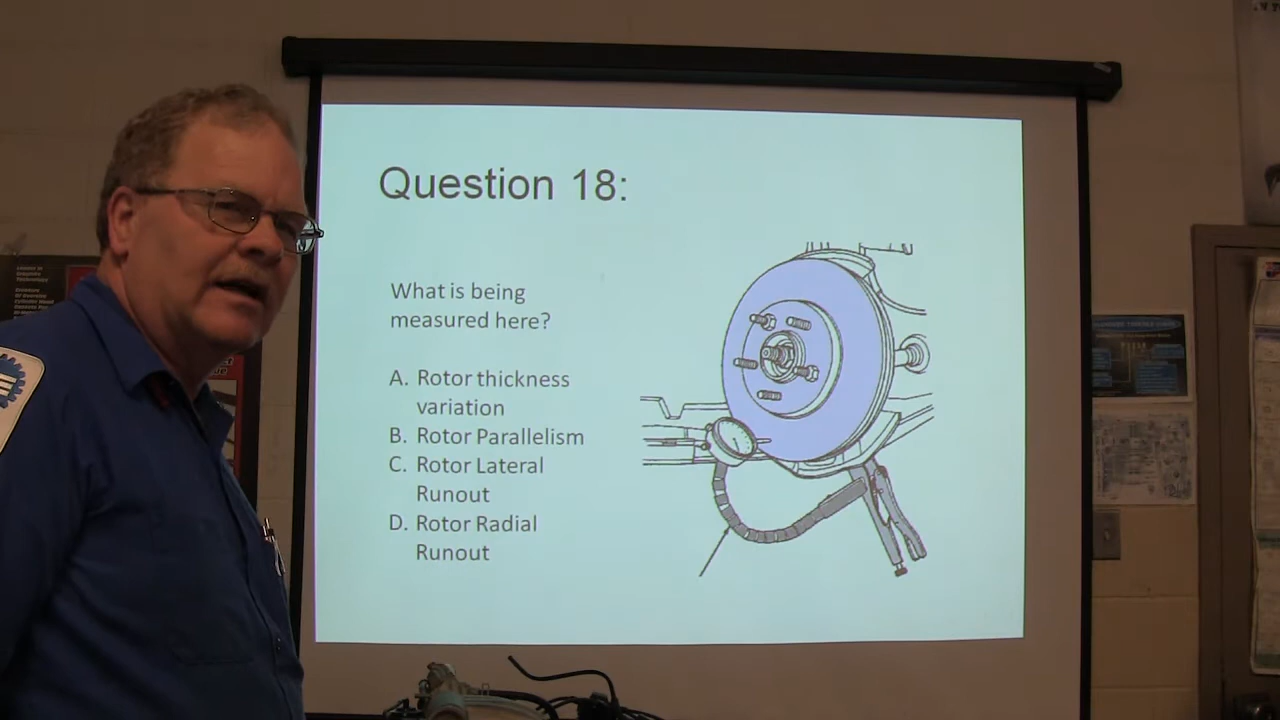 Question 18:
What is being
measured here?
A. Rotor thickness
variation
B. Rotor Parallelism
C. Rotor Lateral
Runout
D. Rotor Radial
Runout